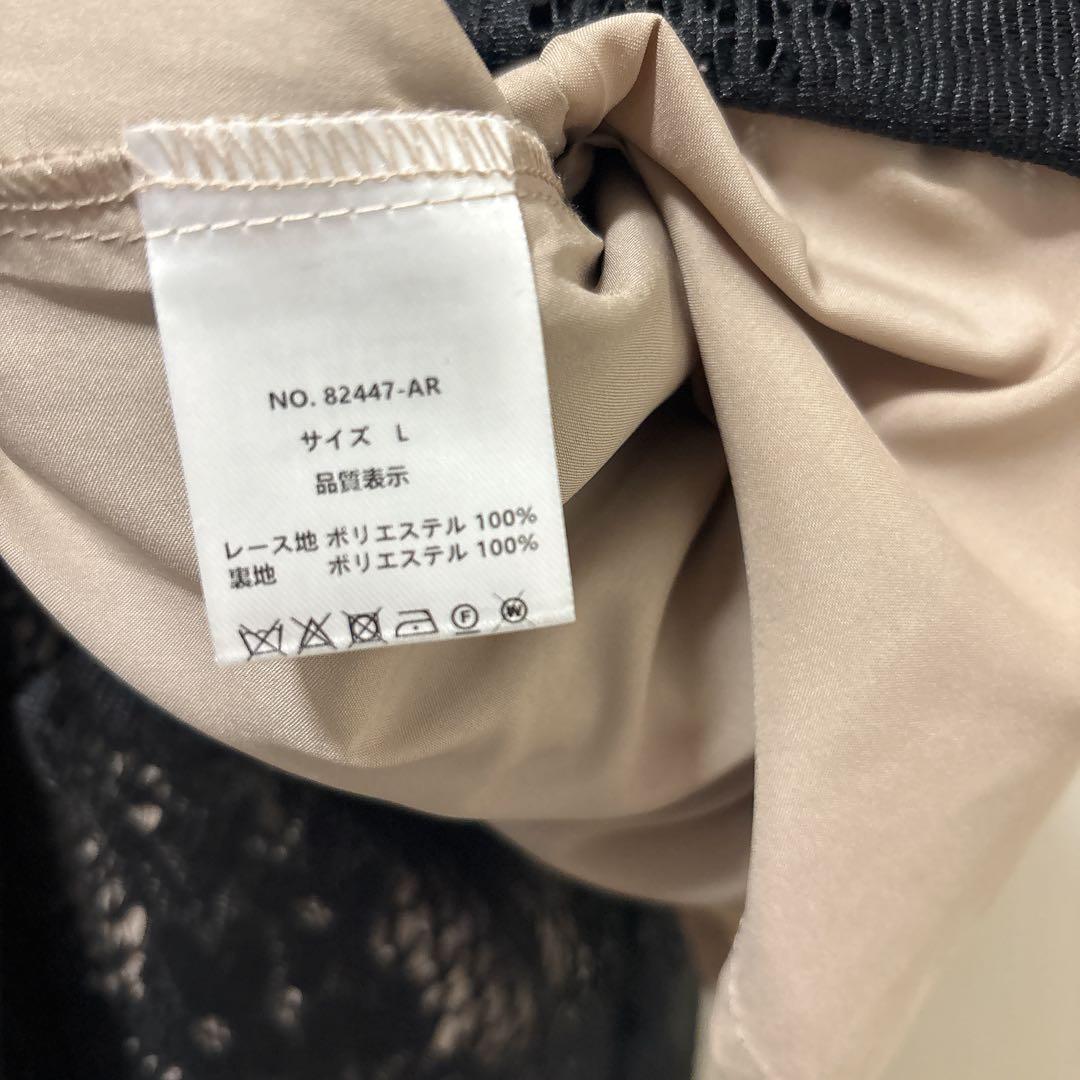 NO. 82447-AR
サイズ L
品質表示
レース地 ポリエステル 100%
裏地 ポリエステル 100%
F W